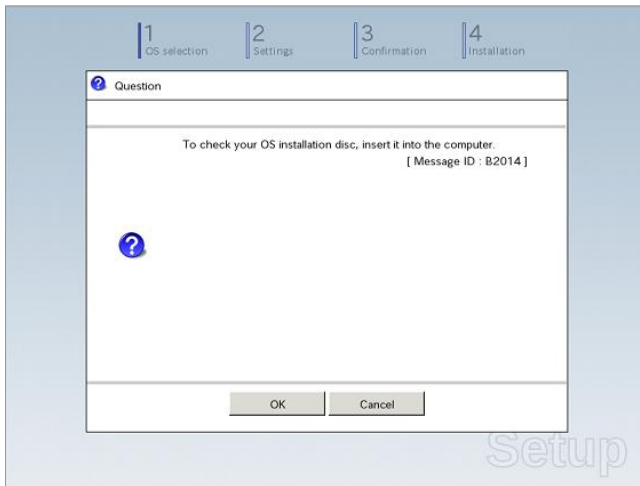 1
OS selection
2
Settings
3
Confirmation
4
Installation
Question
To check your OS installation disc, insert it into the computer.
[ Message ID : B2014 ]
OK
Cancel
Setup